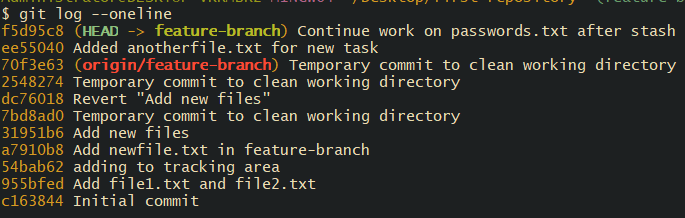 $ git log --oneline
f5d95c8 (HEAD -> feature-branch) Continue work on passwords.txt after stash
ee55040 Added anotherfile.txt for new task
70f3e63 (origin/feature-branch) Temporary commit to clean working directory
2548274 Temporary commit to clean working directory
dc76018 Revert "Add new files"
7bd8ad0 Temporary commit to clean working directory
31951b6 Add new files
a7910b8 Add newfile.txt in feature-branch
54bab62 adding to tracking area
955bfed Add file1.txt and file2.txt
c163844 Initial commit